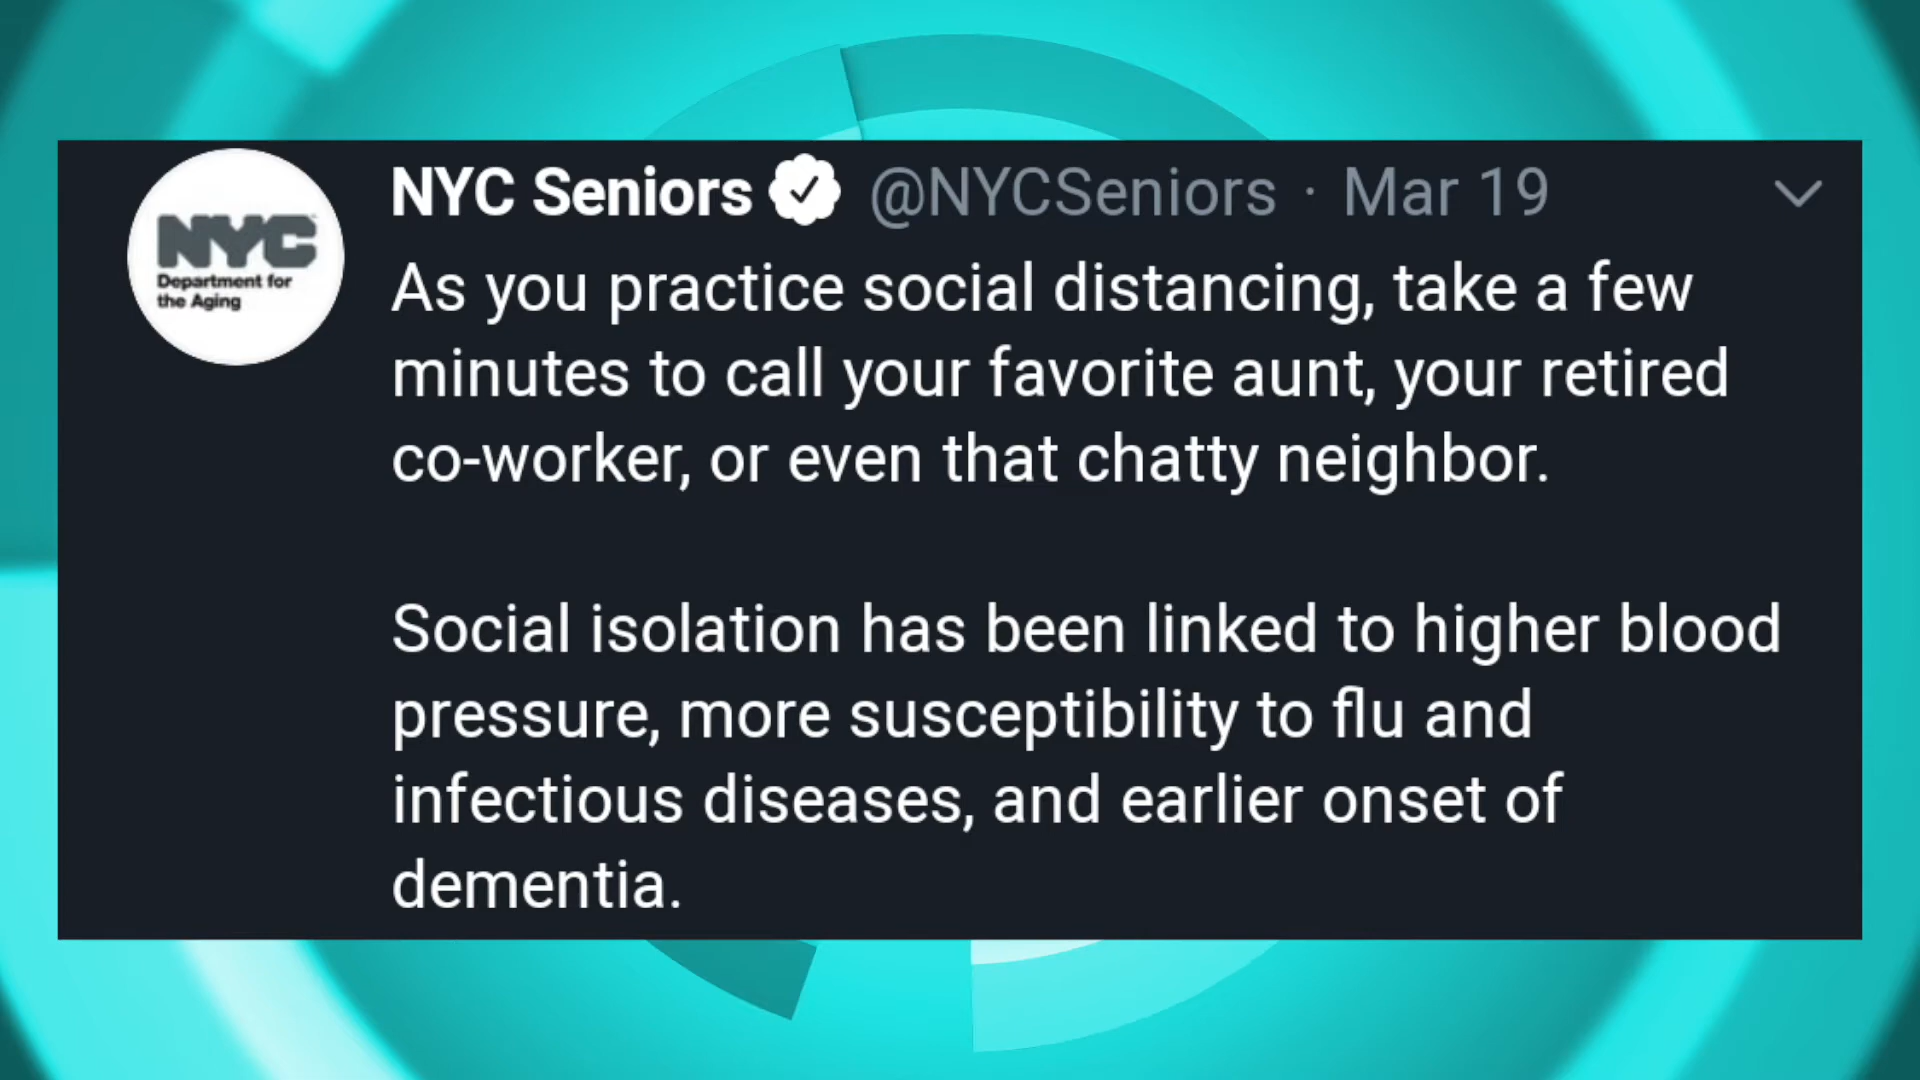 NYC Seniors @NYCSeniors · Mar 19
NYC
Department for
the Aging
As you practice social distancing, take a few
minutes to call your favorite aunt, your retired
co-worker, or even that chatty neighbor.
Social isolation has been linked to higher blood
pressure, more susceptibility to flu and
infectious diseases, and earlier onset of
dementia.